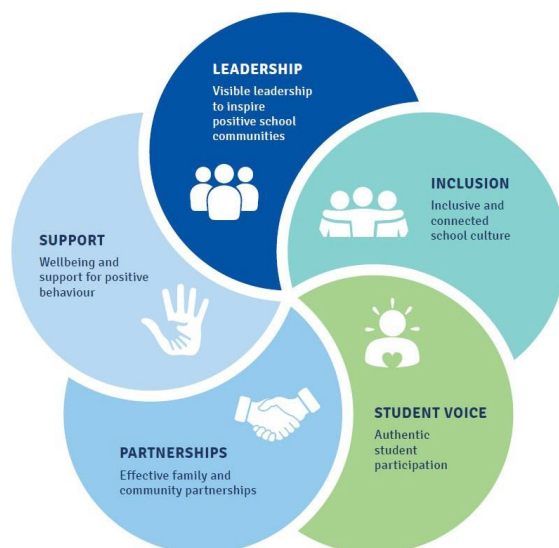 LEADERSHIP
Visible leadership
to inspire
positive school
communities
INCLUSION
Inclusive and
connected
school culture
STUDENT VOICE
Authentic
student
participation
PARTNERSHIPS
Effective family and
community partnerships
SUPPORT
Wellbeing and
support for positive
behaviour